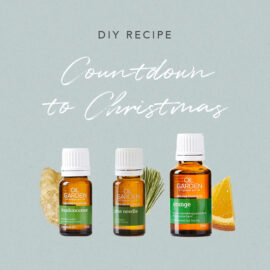 DIY RECIPE
Countdown
to Christmas
OIL
GARDEN
frankincense
OIL
GARDEN
pine needle
OIL
GARDEN
orange